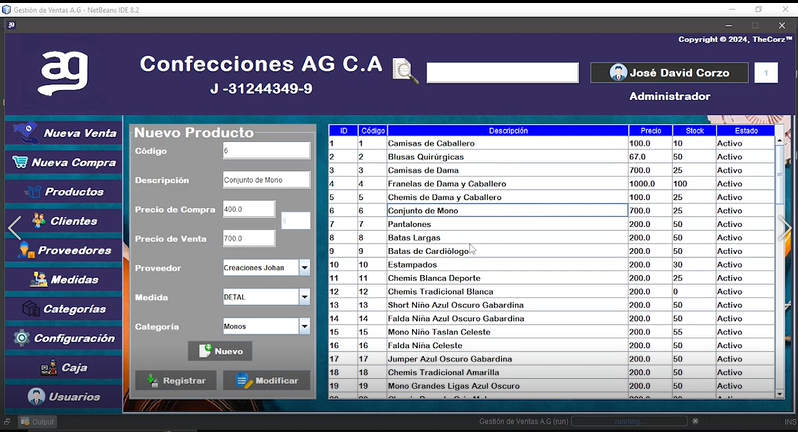 Gestión de Ventas A.G - NetBeans IDE 8.2
ag
Copyright © 2024, TheCorz™
ag
Confecciones AG C.A
J -31244349-9
José David Corzo
1
Administrador
Nueva Venta
Nueva Compra
Productos
Clientes
Proveedores
Medidas
Categorías
Configuración
Caja
Usuarios
Nuevo Producto
Código 6
Descripción Conjunto de Mono
Precio de Compra 400.0
6
Precio de Venta 700.0
Proveedor Creaciones Johan
Medida DETAL
Categoría Monos
Nuevo
Registrar Modificar
ID Código Descripción Precio Stock Estado
1 1 Camisas de Caballero 100.0 10 Activo
2 2 Blusas Quirúrgicas 67.0 50 Activo
3 3 Camisas de Dama 700.0 25 Activo
4 4 Franelas de Dama y Caballero 1000.0 100 Activo
5 5 Chemis de Dama y Caballero 100.0 25 Activo
6 6 Conjunto de Mono 700.0 25 Activo
7 7 Pantalones 200.0 50 Activo
8 8 Batas Largas 200.0 50 Activo
9 9 Batas de Cardiólogo 200.0 50 Activo
10 10 Estampados 200.0 30 Activo
11 11 Chemis Blanca Deporte 200.0 25 Activo
12 12 Chemis Tradicional Blanca 200.0 0 Activo
13 13 Short Niño Azul Oscuro Gabardina 200.0 50 Activo
14 14 Falda Niña Azul Oscuro Gabardina 200.0 50 Activo
15 15 Mono Niño Taslan Celeste 200.0 55 Activo
16 16 Falda Niña Celeste 200.0 50 Activo
17 17 Jumper Azul Oscuro Gabardina 200.0 50 Activo
18 18 Chemis Tradicional Amarilla 200.0 50 Activo
19 19 Mono Grandes Ligas Azul Oscuro 200.0 50 Activo
Output
Gestión de Ventas A.G (run)
running...
INS